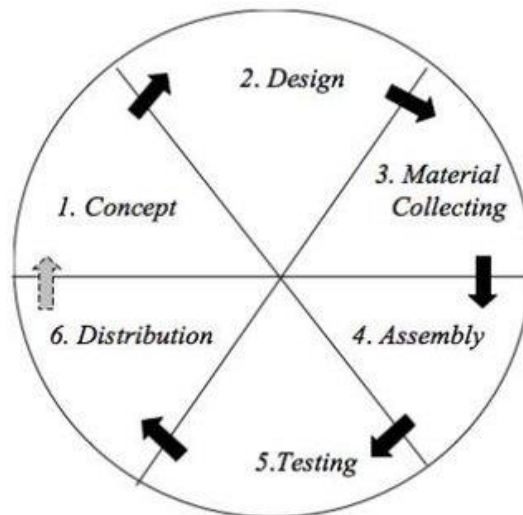 2. Design
3. Material
Collecting
1. Concept
6. Distribution
4. Assembly
5.Testing